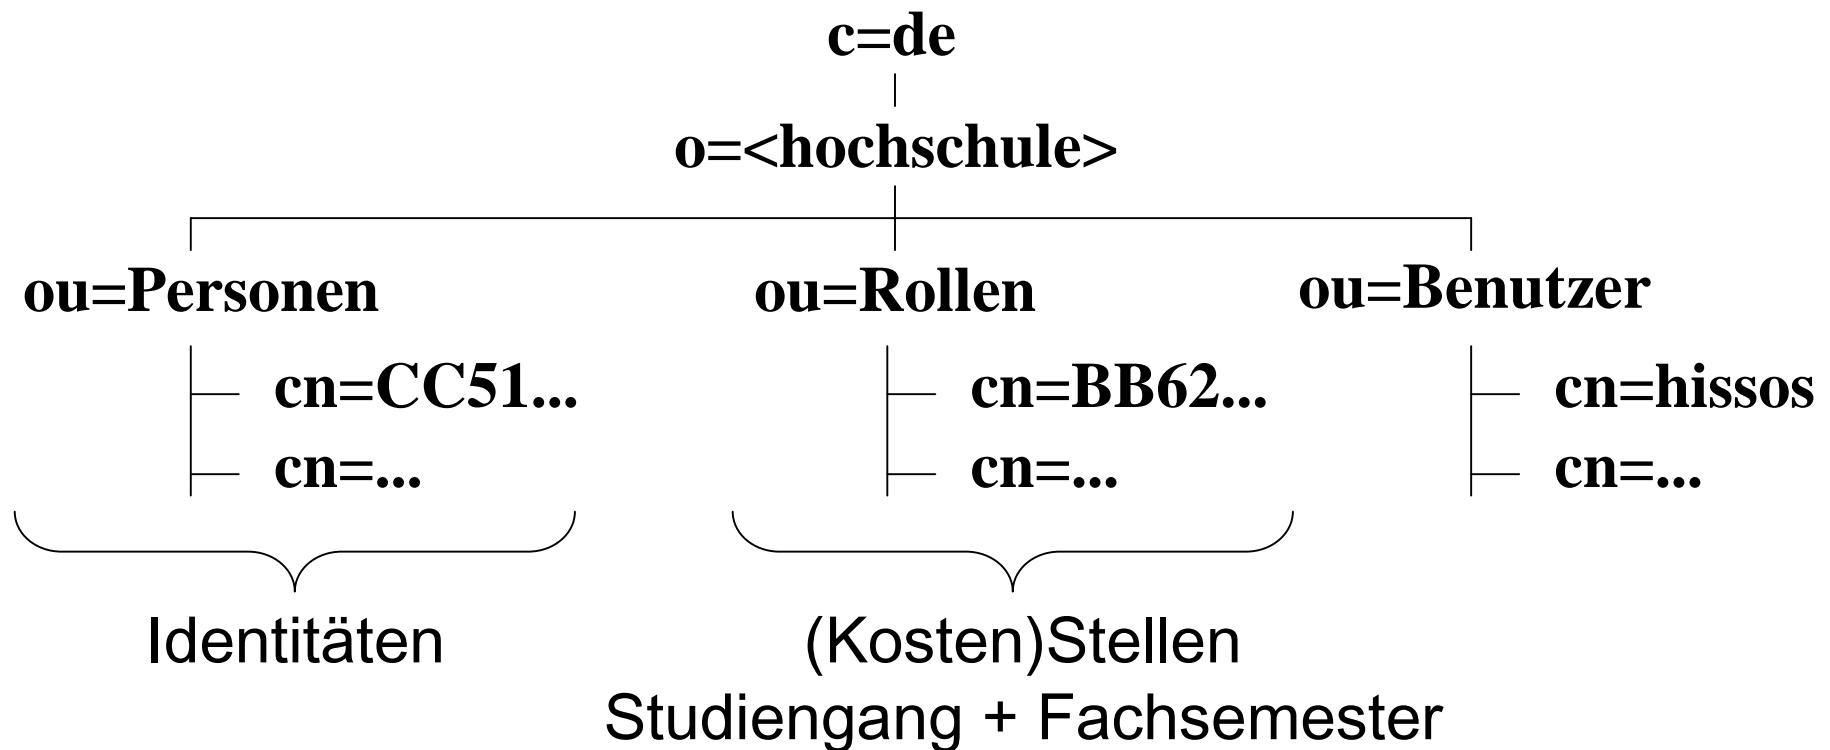 c=de
o=<hochschule>
ou=Personen
ou=Rollen
ou=Benutzer
cn=CC51...
cn=BB62...
cn=hissos
cn=...
cn=...
cn=...
Identitäten
(Kosten)Stellen
Studiengang + Fachsemester